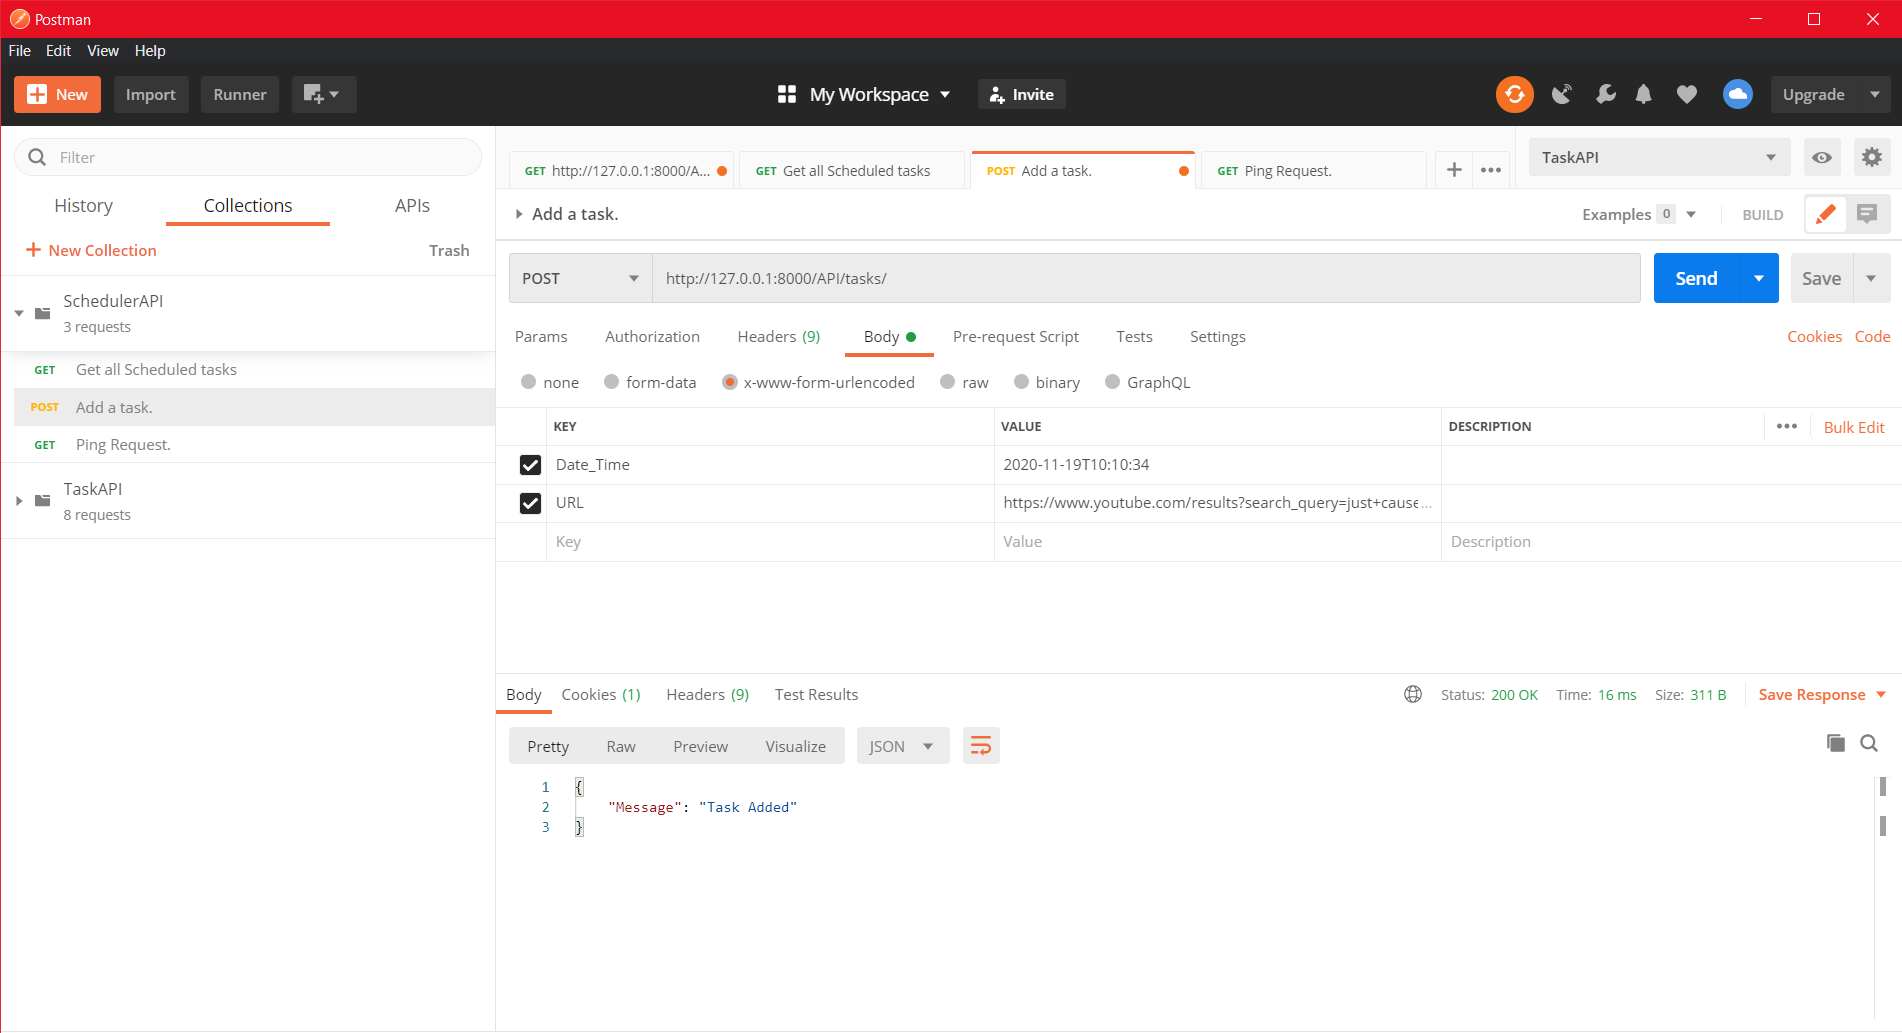 Postman
File Edit View Help
New Import Runner My Workspace Invite Upgrade
Filter
History Collections APIs
New Collection Trash
SchedulerAPI
3 requests
GET Get all Scheduled tasks
POST Add a task.
GET Ping Request.
TaskAPI
8 requests
GET http://127.0.0.1:8000/A... GET Get all Scheduled tasks POST Add a task. GET Ping Request. TaskAPI
Add a task. Examples 0 BUILD
POST http://127.0.0.1:8000/API/tasks/ Send Save
Params Authorization Headers (9) Body Pre-request Script Tests Settings Cookies Code
none form-data x-www-form-urlencoded raw binary GraphQL
KEY VALUE DESCRIPTION Bulk Edit
Date_Time 2020-11-19T10:10:34
URL https://www.youtube.com/results?search_query=just+cause...
Key Value Description
Body Cookies (1) Headers (9) Test Results Status: 200 OK Time: 16 ms Size: 311 B Save Response
Pretty Raw Preview Visualize JSON
1 {
2 "Message": "Task Added"
3 }